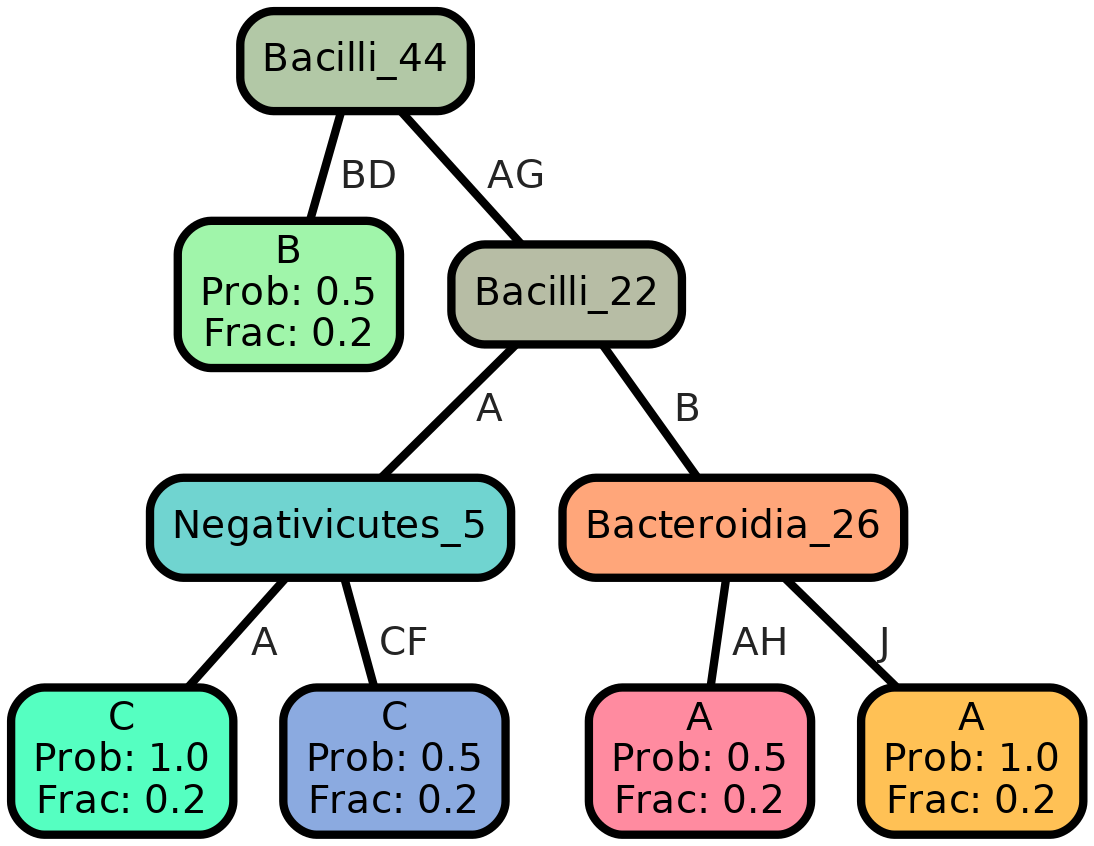 Bacilli_44
BD
AG
B
Prob: 0.5
Frac: 0.2
Bacilli_22
A
B
Negativicutes_5
Bacteroidia_26
A
CF
AH
J
C
Prob: 1.0
Frac: 0.2
C
Prob: 0.5
Frac: 0.2
A
Prob: 0.5
Frac: 0.2
A
Prob: 1.0
Frac: 0.2